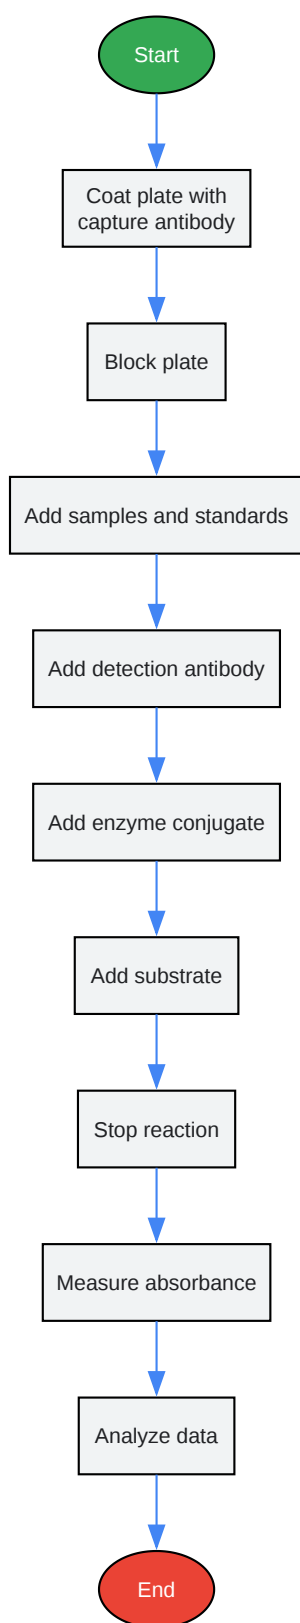 Start
Coat plate with
capture antibody
Block plate
Add samples and standards
Add detection antibody
Add enzyme conjugate
Add substrate
Stop reaction
Measure absorbance
Analyze data
End